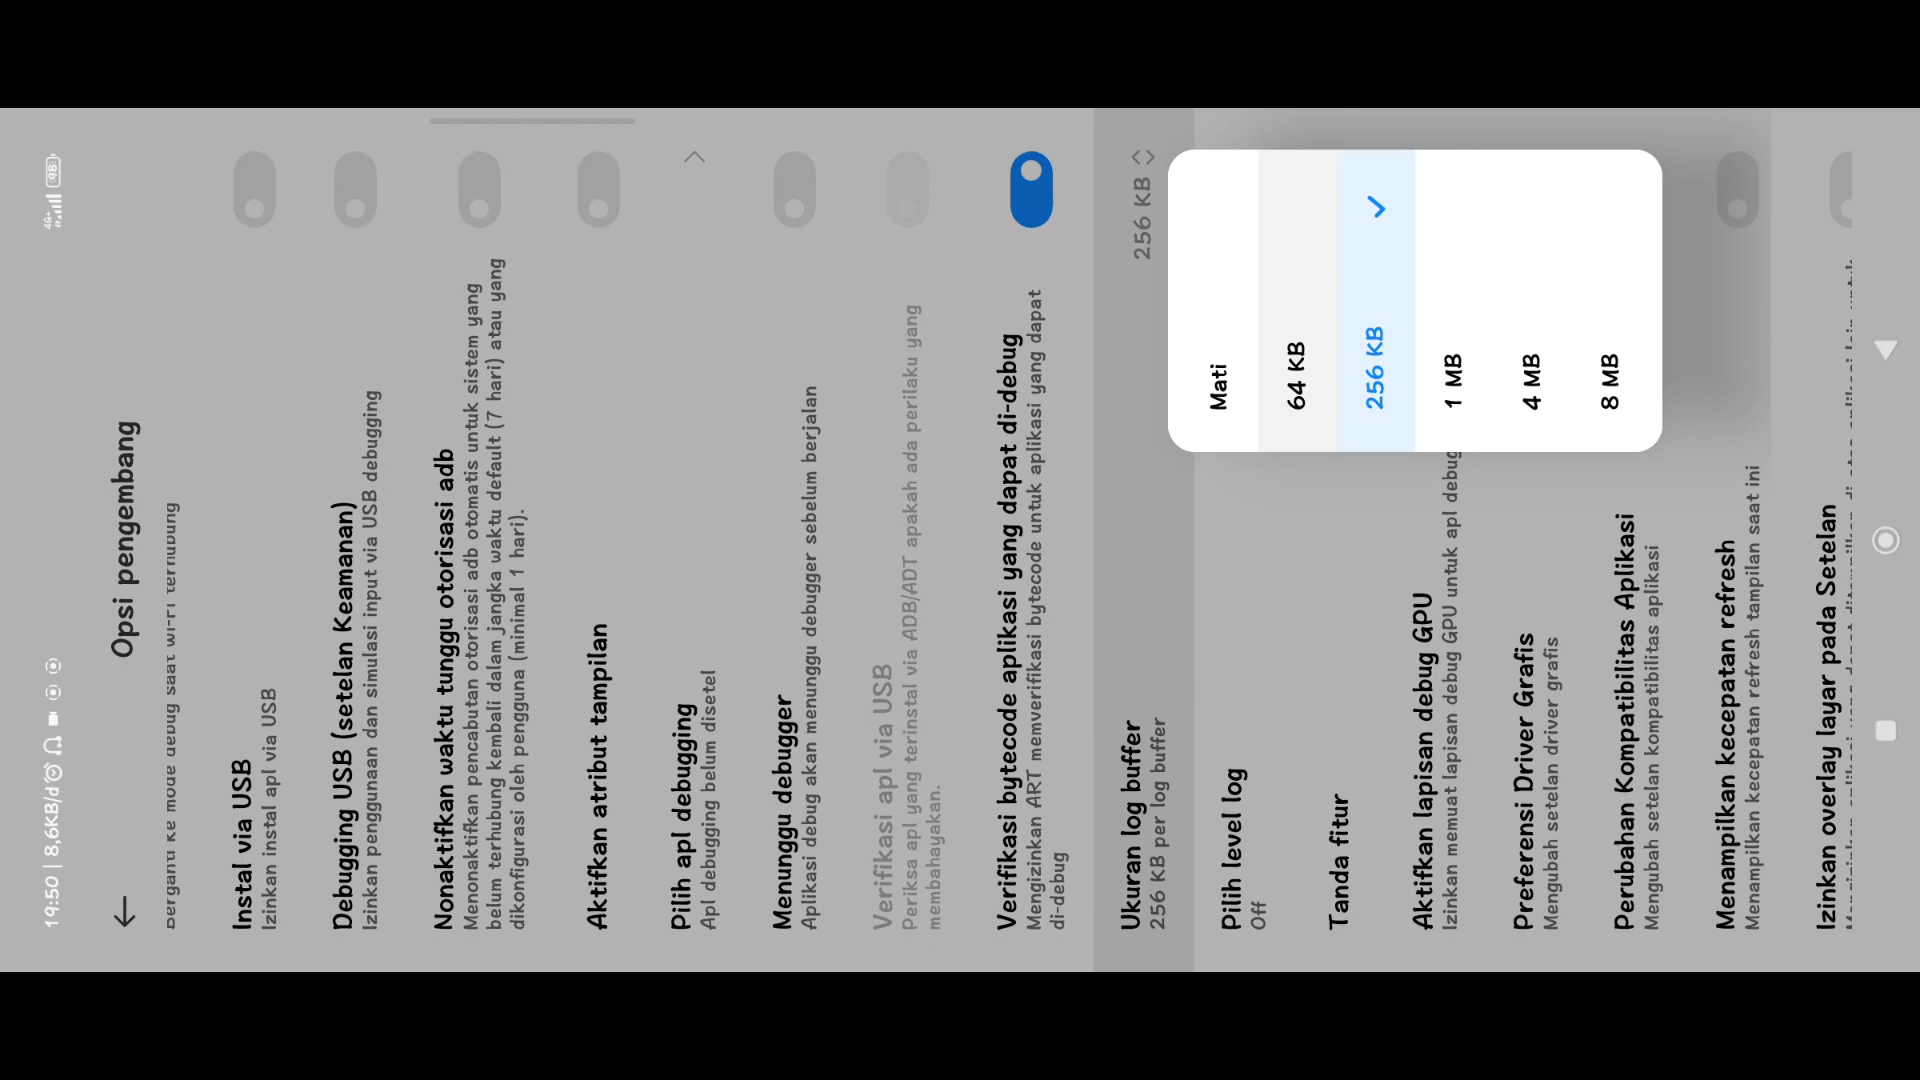 19:50 | 8,6KB/d
4G+
98
Opsi pengembang
Instal via USB
Izinkan instal apl via USB
Debugging USB (setelan Keamanan)
Izinkan penggunaan dan simulasi input via USB debugging
Nonaktifkan waktu tunggu otorisasi adb
Menonaktifkan pencabutan otorisasi adb otomatis untuk sistem yang
belum terhubung kembali dalam jangka waktu default (7 hari) atau yang
dikonfigurasi oleh pengguna (minimal 1 hari).
Aktifkan atribut tampilan
Pilih apl debugging
Apl debugging belum disetel
Menunggu debugger
Aplikasi debug akan menunggu debugger sebelum berjalan
Verifikasi apl via USB
Periksa apl yang terinstal via ADB/ADT apakah ada perilaku yang
membahayakan.
Verifikasi bytecode aplikasi yang dapat di-debug
Mengizinkan ART memverifikasi bytecode untuk aplikasi yang dapat
di-debug
Ukuran log buffer
256 KB per log buffer
256 KB
Mati
64 KB
256 KB
1 MB
4 MB
8 MB
Pilih level log
Off
Tanda fitur
Aktifkan lapisan debug GPU
Izinkan memuat lapisan debug GPU untuk apl debug
Preferensi Driver Grafis
Mengubah setelan driver grafis
Perubahan Kompatibilitas Aplikasi
Mengubah setelan kompatibilitas aplikasi
Menampilkan kecepatan refresh
Menampilkan kecepatan refresh tampilan saat ini
Izinkan overlay layar pada Setelan